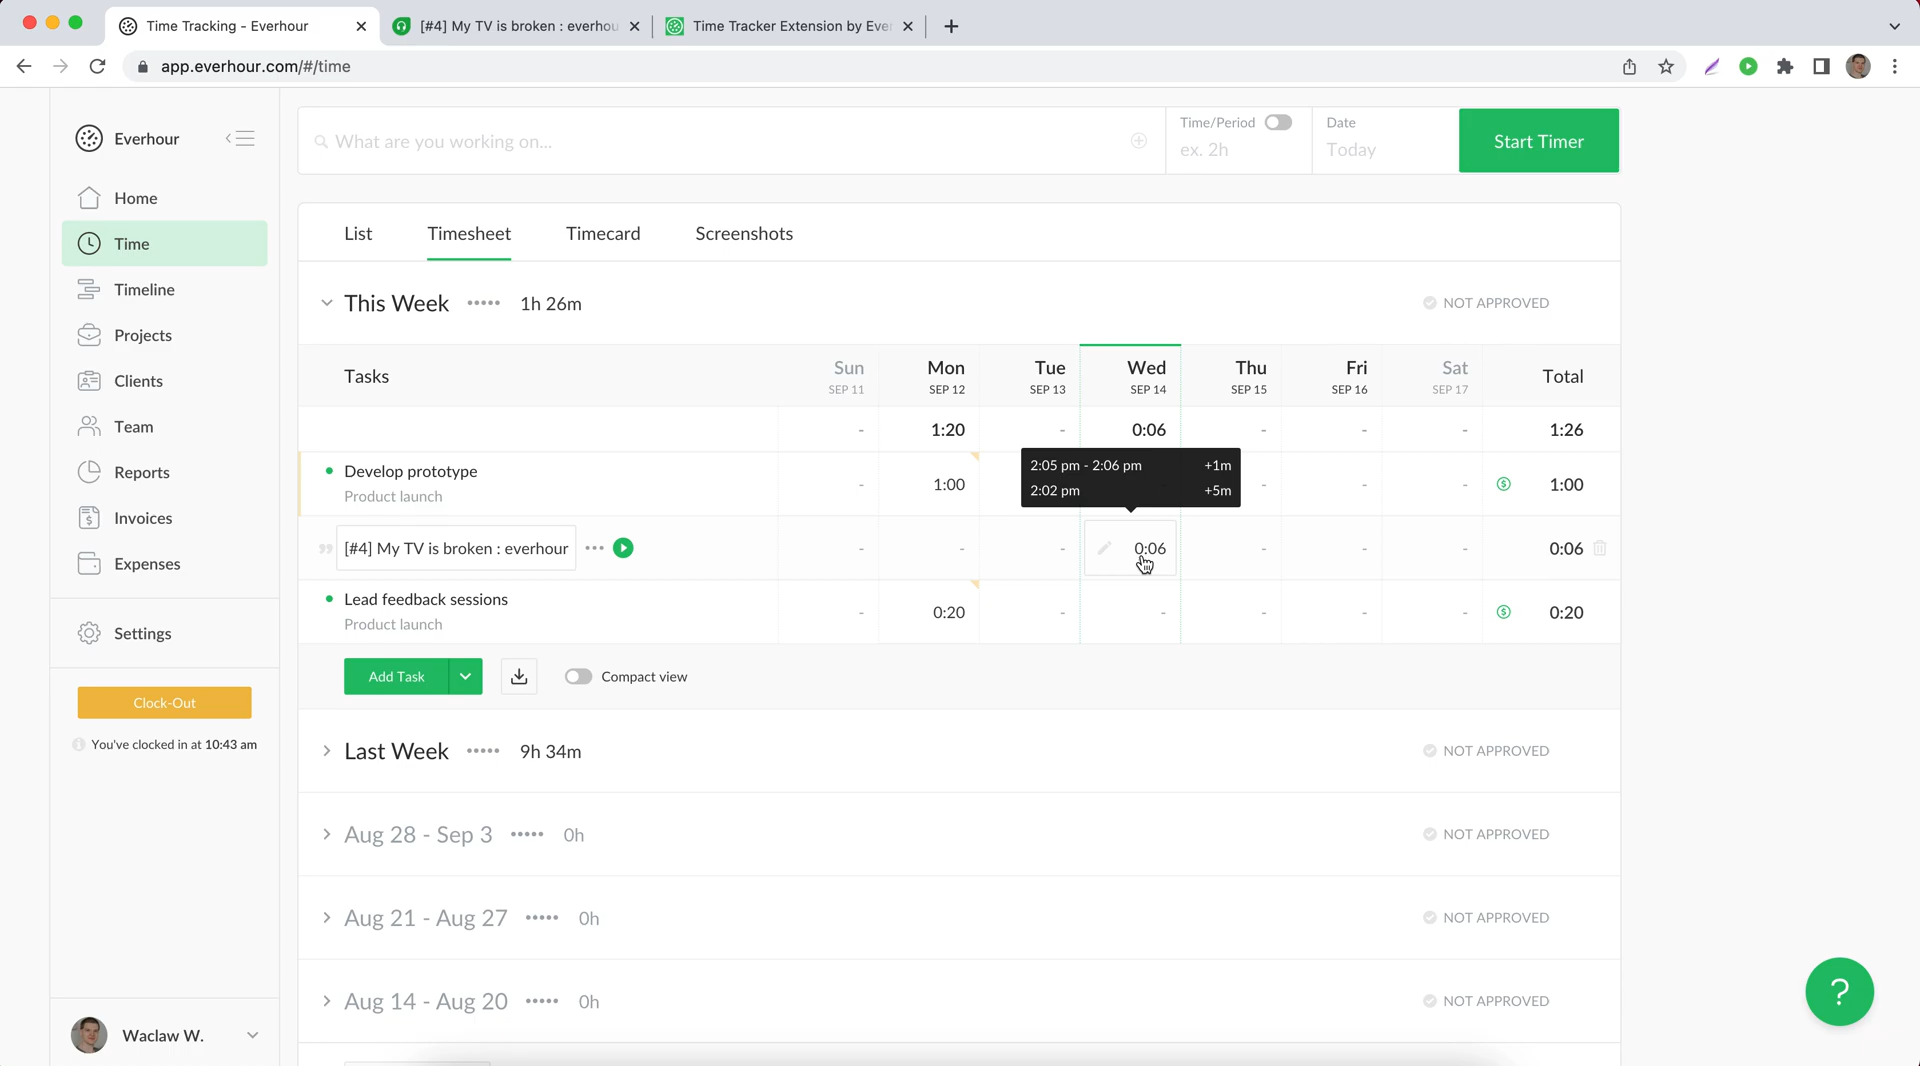 Time Tracking - Everhour
[#4] My TV is broken : everhou
Time Tracker Extension by Ever
app.everhour.com/#/time
Everhour
Home
Time
Timeline
Projects
Clients
Team
Reports
Invoices
Expenses
Settings
Clock-Out
You've clocked in at 10:43 am
Waclaw W.
What are you working on...
Time/Period
ex. 2h
Date
Today
Start Timer
List Timesheet Timecard Screenshots
This Week 1h 26m NOT APPROVED
Tasks Sun Mon Tue Wed Thu Fri Sat Total
SEP 11 SEP 12 SEP 13 SEP 14 SEP 15 SEP 16 SEP 17
- 1:20 - 0:06 - - - 1:26
2:05 pm - 2:06 pm +1m
2:02 pm +5m
Develop prototype
Product launch
- 1:00 - - - 1:00
[#4] My TV is broken : everhour
- - - 0:06 - - - 0:06
Lead feedback sessions
Product launch
- 0:20 - - - - - 0:20
Add Task
Compact view
Last Week 9h 34m NOT APPROVED
Aug 28 - Sep 3 0h NOT APPROVED
Aug 21 - Aug 27 0h NOT APPROVED
Aug 14 - Aug 20 0h NOT APPROVED
?